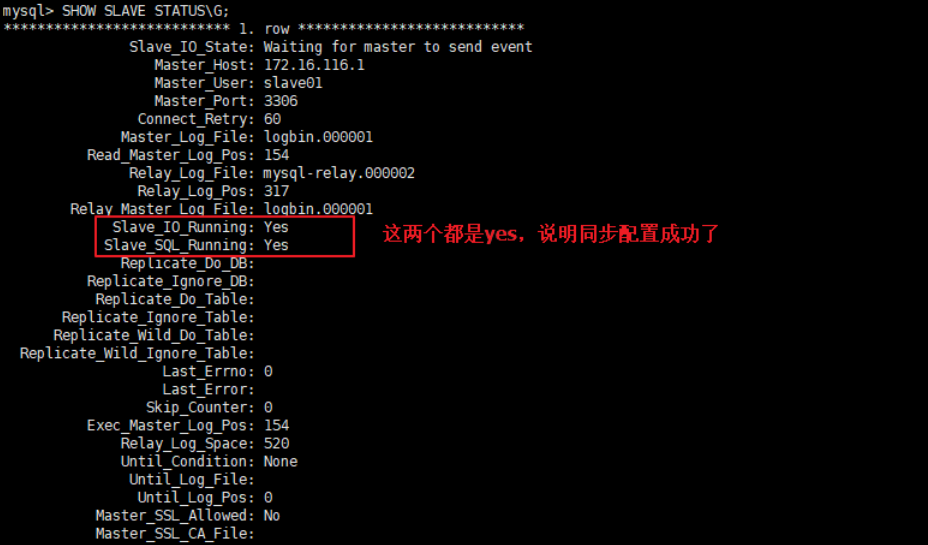 mysql> SHOW SLAVE STATUS\G;
*************************** 1. row ***************************
Slave_IO_State: Waiting for master to send event
Master_Host: 172.16.116.1
Master_User: slave01
Master_Port: 3306
Connect_Retry: 60
Master_Log_File: logbin.000001
Read_Master_Log_Pos: 154
Relay_Log_File: mysql-relay.000002
Relay_Log_Pos: 317
Relay_Master_Log_File: logbin.000001
Slave_IO_Running: Yes
Slave_SQL_Running: Yes
这两个都是yes，说明同步配置成功了
Replicate_Do_DB:
Replicate_Ignore_DB:
Replicate_Do_Table:
Replicate_Ignore_Table:
Replicate_Wild_Do_Table:
Replicate_Wild_Ignore_Table:
Last_Errno: 0
Last_Error:
Skip_Counter: 0
Exec_Master_Log_Pos: 154
Relay_Log_Space: 520
Until_Condition: None
Until_Log_File:
Until_Log_Pos: 0
Master_SSL_Allowed: No
Master_SSL_CA_File: